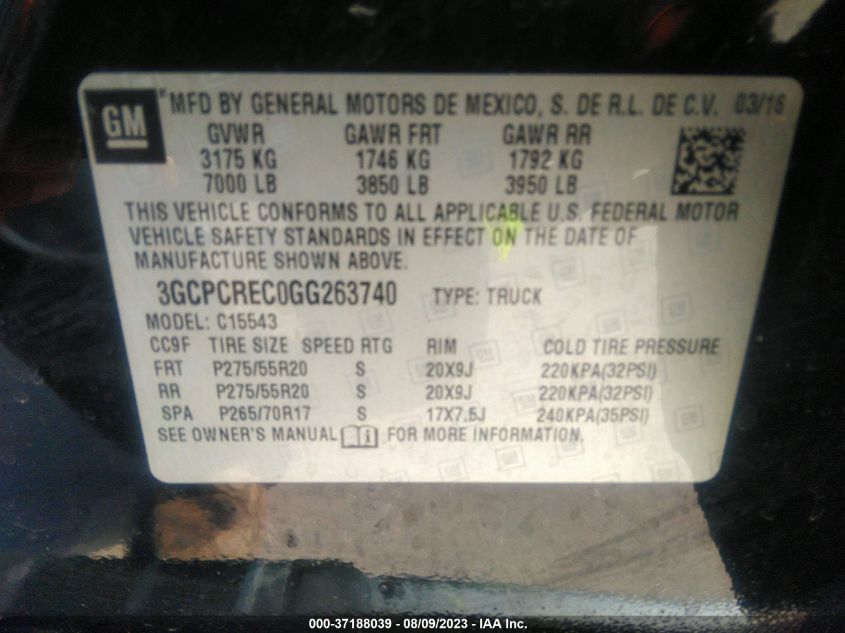 GM
MFD BY GENERAL MOTORS DE MEXICO, S. DE R.L. DE C.V. 03/16
GVWR GAWR FRT GAWR RR
3175 KG 1746 KG 1792 KG
7000 LB 3850 LB 3950 LB
THIS VEHICLE CONFORMS TO ALL APPLICABLE U.S. FEDERAL MOTOR
VEHICLE SAFETY STANDARDS IN EFFECT ON THE DATE OF
MANUFACTURE SHOWN ABOVE.
3GCPCREC0GG263740 TYPE: TRUCK
MODEL: C15543
CC9F TIRE SIZE SPEED RTG RIM COLD TIRE PRESSURE
FRT P275/55R20 S 20X9J 220KPA(32PSI)
RR P275/55R20 S 20X9J 220KPA(32PSI)
SPA P265/70R17 S 17X7.5J 240KPA(35PSI)
SEE OWNER'S MANUAL FOR MORE INFORMATION.
000-37188039 - 08/09/2023 - IAA Inc.